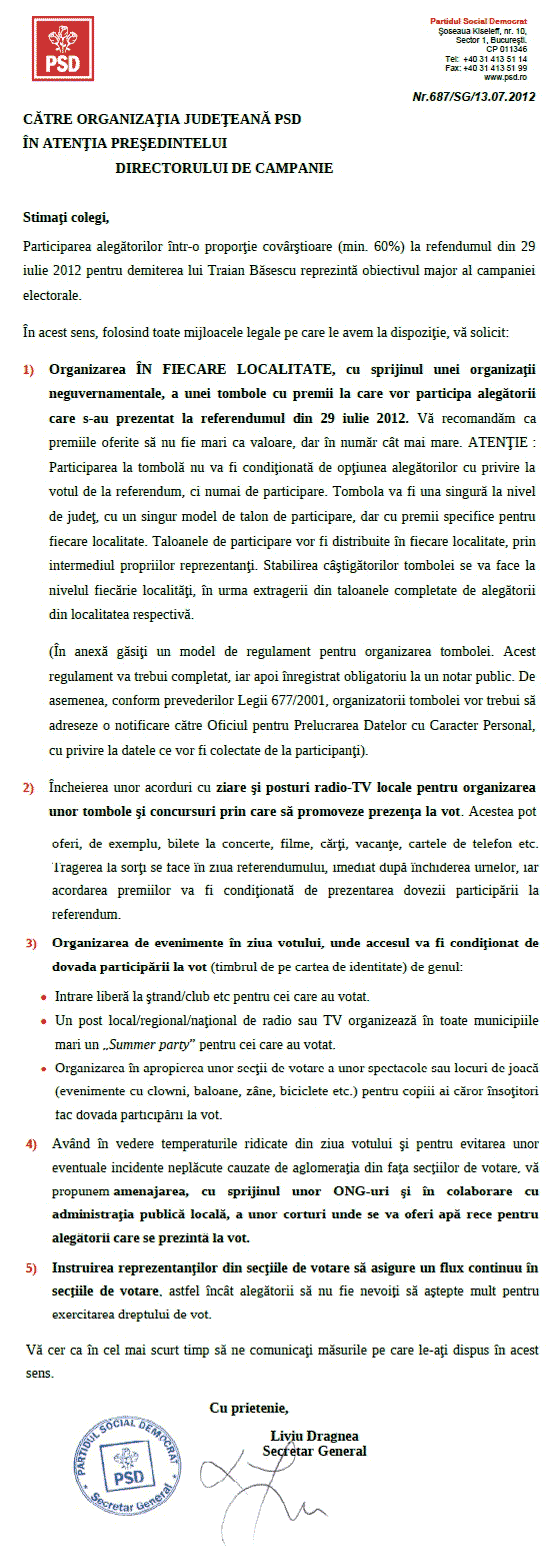 PSD
Partidul Social Democrat
Șoseaua Kiseleff, nr. 10,
Sector 1, București.
CP 011346
Tel: +40 31 413 51 14
Fax: +40 31 413 51 99
www.psd.ro
Nr.687/SG/13.07.2012
CĂTRE ORGANIZAŢIA JUDEŢEANĂ PSD
ÎN ATENŢIA PREŞEDINTELUI
DIRECTORULUI DE CAMPANIE
Stimaţi colegi,
Participarea alegătorilor într-o proporţie covârştioare (min. 60%) la refendumul din 29
iulie 2012 pentru demiterea lui Traian Băsescu reprezintă obiectivul major al campaniei
electorale.
În acest sens, folosind toate mijloacele legale pe care le avem la dispoziţie, vă solicit:
1) Organizarea ÎN FIECARE LOCALITATE, cu sprijinul unei organizaţii
neguvernamentale, a unei tombole cu premii la care vor participa alegătorii
care s-au prezentat la referendumul din 29 iulie 2012. Vă recomandăm ca
premiile oferite să nu fie mari ca valoare, dar în număr cât mai mare. ATENŢIE :
Participarea la tombolă nu va fi condiţionată de opţiunea alegătorilor cu privire la
votul de la referendum, ci numai de participare. Tombola va fi una singură la nivel
de judeţ, cu un singur model de talon de participare, dar cu premii specifice pentru
fiecare localitate. Taloanele de participare vor fi distribuite în fiecare localitate, prin
intermediul propriilor reprezentanţi. Stabilirea câştigătorilor tombolei se va face la
nivelul fiecărie localităţi, în urma extragerii din taloanele completate de alegătorii
din localitatea respectivă.
(În anexă găsiţi un model de regulament pentru organizarea tombolei. Acest
regulament va trebui completat, iar apoi înregistrat obligatoriu la un notar public. De
asemenea, conform prevederilor Legii 677/2001, organizatorii tombolei vor trebui să
adreseze o notificare către Oficiul pentru Prelucrarea Datelor cu Caracter Personal,
cu privire la datele ce vor fi colectate de la participanţi).
2) Încheierea unor acorduri cu ziare şi posturi radio-TV locale pentru organizarea
unor tombole şi concursuri prin care să promoveze prezenţa la vot. Acestea pot
oferi, de exemplu, bilete la concerte, filme, cărţi, vacanţe, cartele de telefon etc.
Tragerea la sorţi se face în ziua referendumului, imediat după închiderea urnelor, iar
acordarea premiilor va fi condiţionată de prezentarea dovezii participării la
referendum.
3) Organizarea de evenimente în ziua votului, unde accesul va fi condiţionat de
dovada participării la vot (timbrul de pe cartea de identitate) de genul:
• Intrare liberă la ştrand/club etc pentru cei care au votat.
• Un post local/regional/naţional de radio sau TV organizează în toate municipiile
mari un „Summer party” pentru cei care au votat.
• Organizarea în apropierea unor secţii de votare a unor spectacole sau locuri de joacă
(evenimente cu clowni, baloane, zâne, biciclete etc.) pentru copiii ai căror însoţitori
fac dovada participării la vot.
4) Având în vedere temperaturile ridicate din ziua votului şi pentru evitarea unor
eventuale incidente neplăcute cauzate de aglomeraţia din faţa secţiilor de votare, vă
propunem amenajarea, cu sprijinul unor ONG-uri şi în colaborare cu
administraţia publică locală, a unor corturi unde se va oferi apă rece pentru
alegătorii care se prezintă la vot.
5) Instruirea reprezentanţilor din secţiile de votare să asigure un flux continuu în
secţiile de votare, astfel încât alegătorii să nu fie nevoiţi să aştepte mult pentru
exercitarea dreptului de vot.
Vă cer ca în cel mai scurt timp să ne comunicaţi măsurile pe care le-aţi dispus în acest
sens.
Cu prietenie,
Liviu Dragnea
Secretar General
PARTIDUL SOCIAL DEMOCRAT
PSD
Secretar General